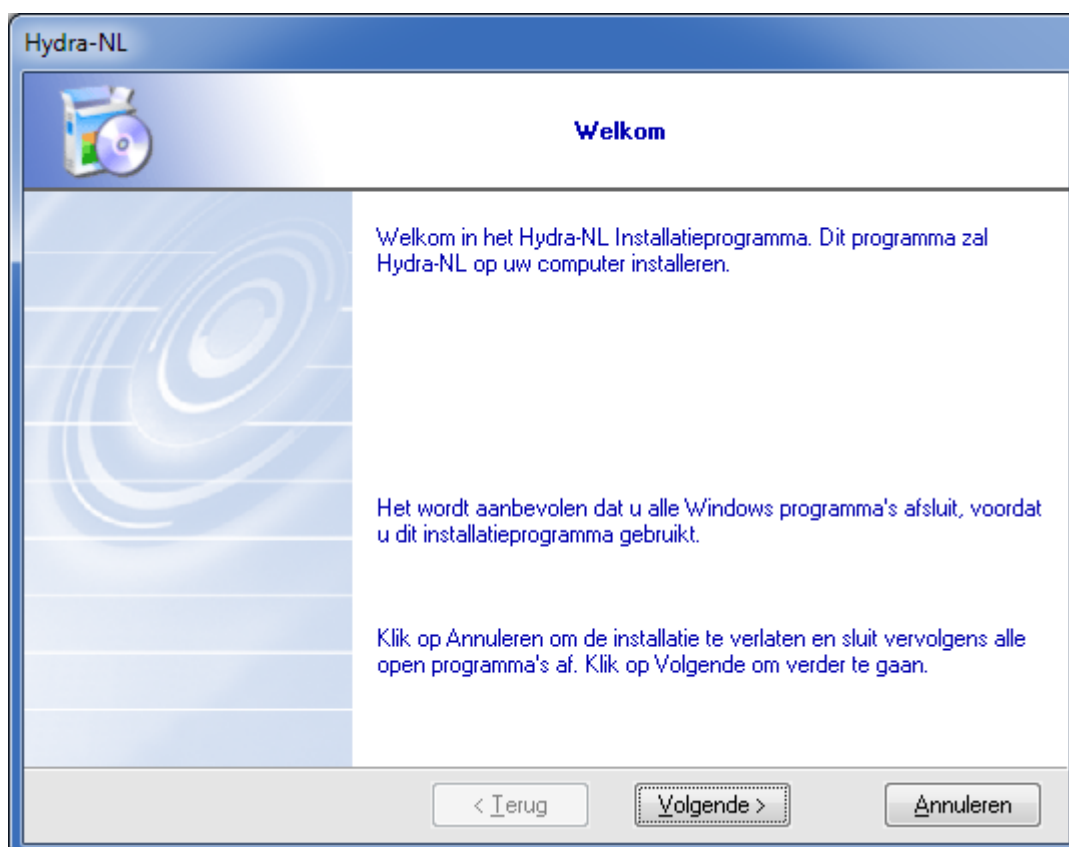 Hydra-NL
Welkom
Welkom in het Hydra-NL Installatieprogramma. Dit programma zal
Hydra-NL op uw computer installeren.
Het wordt aanbevolen dat u alle Windows programma's afsluit, voordat
u dit installatieprogramma gebruikt.
Klik op Annuleren om de installatie te verlaten en sluit vervolgens alle
open programma's af. Klik op Volgende om verder te gaan.
< Terug
Volgende >
Annuleren